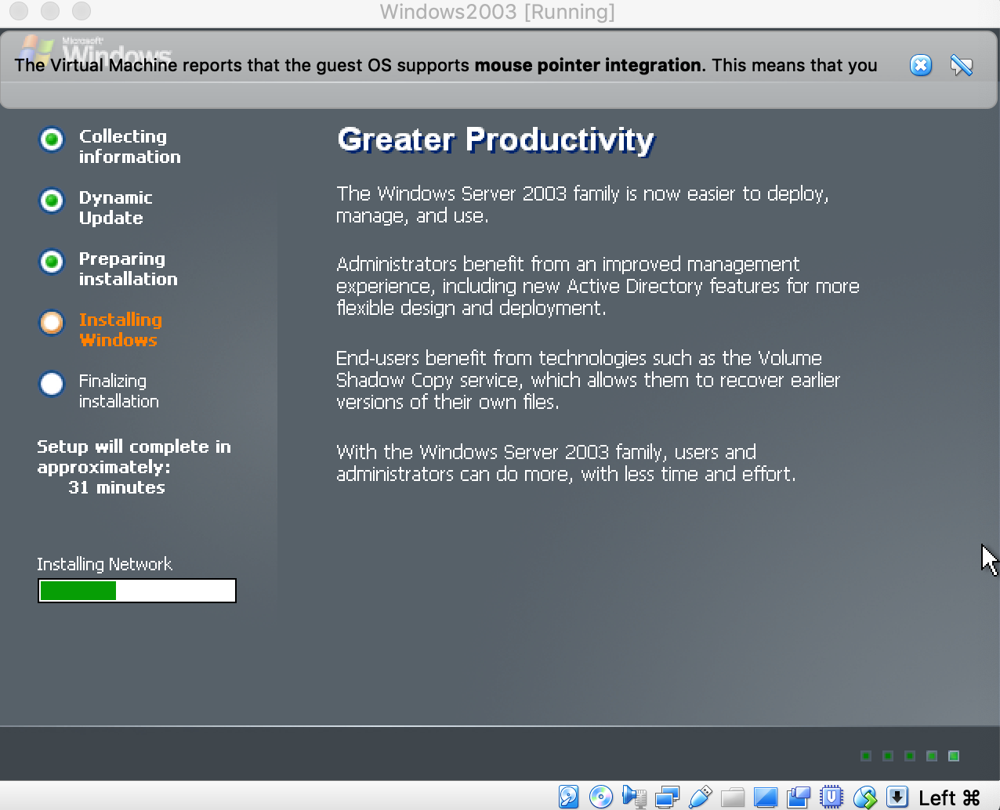 Windows2003 [Running]
Microsoft
Windows
The Virtual Machine reports that the guest OS supports mouse pointer integration. This means that you
Collecting
information
Dynamic
Update
Preparing
installation
Installing
Windows
Finalizing
installation
Setup will complete in
approximately:
31 minutes
Installing Network
Greater Productivity
The Windows Server 2003 family is now easier to deploy,
manage, and use.
Administrators benefit from an improved management
experience, including new Active Directory features for more
flexible design and deployment.
End-users benefit from technologies such as the Volume
Shadow Copy service, which allows them to recover earlier
versions of their own files.
With the Windows Server 2003 family, users and
administrators can do more, with less time and effort.
Left ⌘